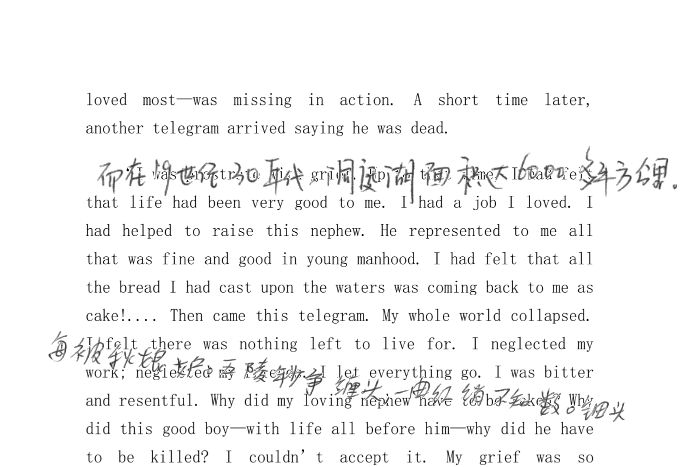 loved most—was missing in action. A short time later,
another telegram arrived saying he was dead.
而在19世纪30年代,洞庭湖面积达6000多平方公里。
I was prostrate with grief. Up to that time, I had felt
that life had been very good to me. I had a job I loved. I
had helped to raise this nephew. He represented to me all
that was fine and good in young manhood. I had felt that all
the bread I had cast upon the waters was coming back to me as
cake!.... Then came this telegram. My whole world collapsed.
I felt there was nothing left to live for. I neglected my
每被秋娘妒。五陵年少争缠头,一曲红绡不知数。钿头
work; neglected my friends. I let everything go. I was bitter
and resentful. Why did my loving nephew have to be taken? Why
did this good boy—with life all before him—why did he have
to be killed? I couldn't accept it. My grief was so